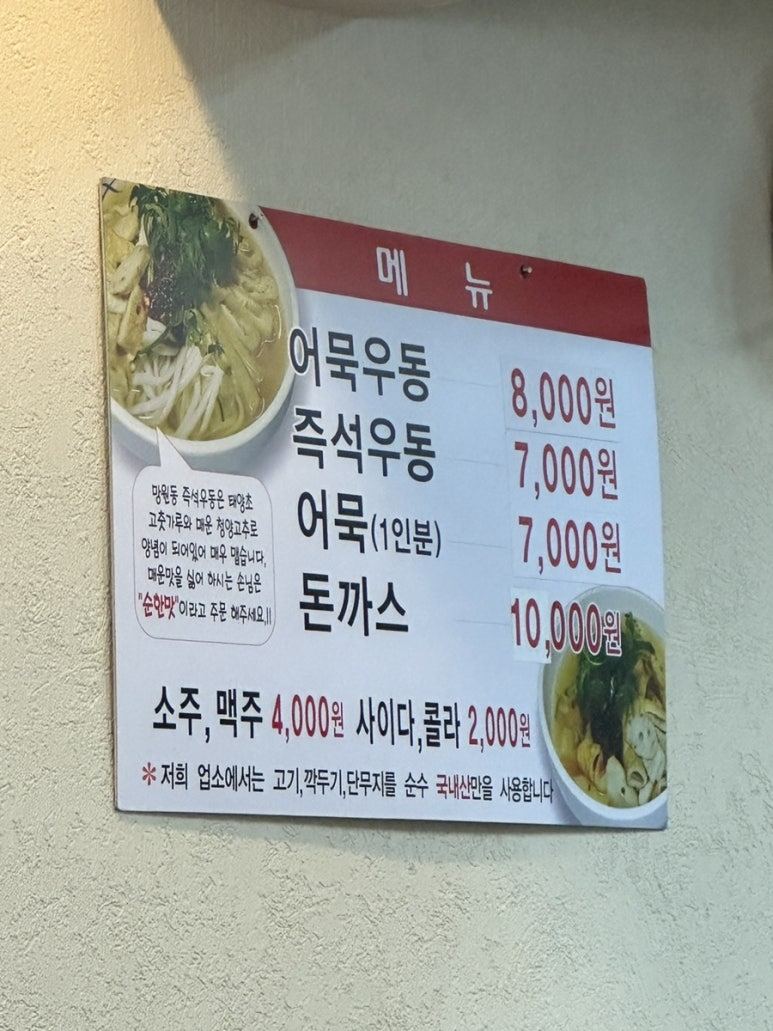 메 뉴
어묵우동 8,000원
즉석우동 7,000원
어묵(1인분) 7,000원
돈까스 10,000원
망원동 즉석우동은 태양초
고춧가루와 매운 청양고추로
양념이 되어있어 매우 맵습니다.
매운맛을 싫어 하시는 손님은
"순한맛"이라고 주문 해주세요.!!
소주,맥주 4,000원 사이다,콜라 2,000원
*저희 업소에서는 고기,깍두기,단무지를 순수 국내산만을 사용합니다